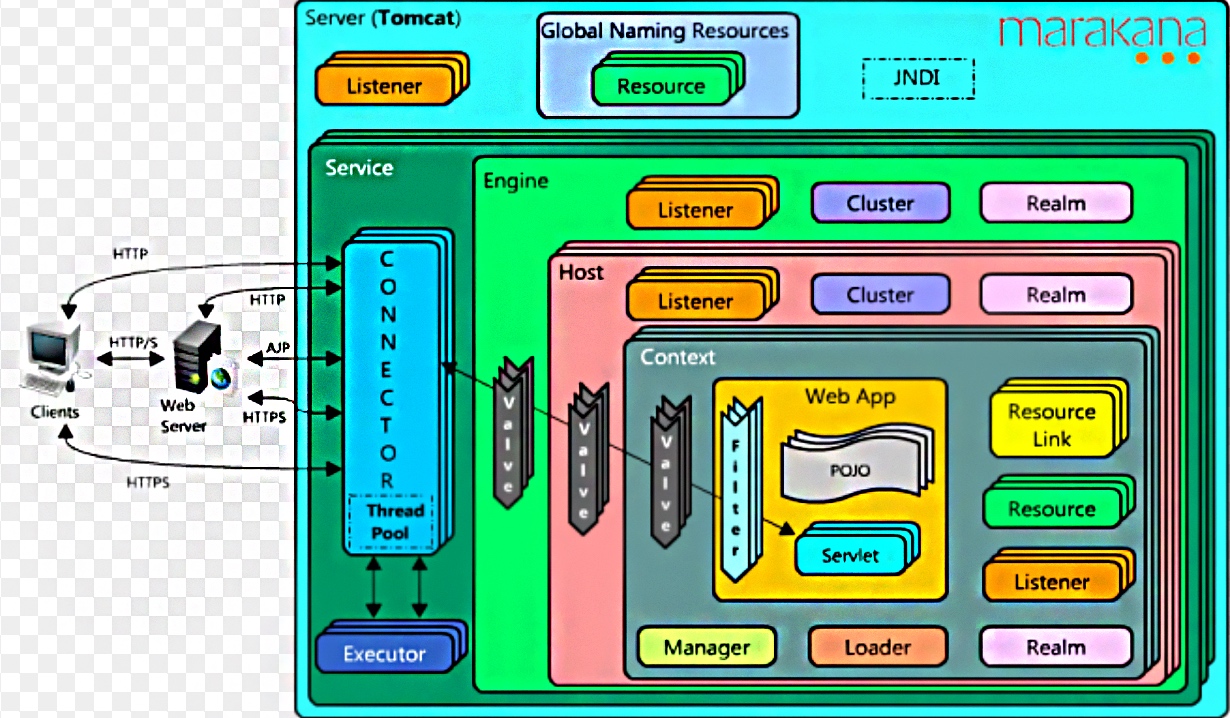 Server (Tomcat)
Global Naming Resources
marakana
Listener
Resource
JNDI
Service
Engine
Listener
Cluster
Realm
Host
Listener
Cluster
Realm
Context
Web App
Resource
Link
POJO
Resource
Servlet
Listener
Manager
Loader
Realm
Valve
Valve
Valve
Filter
CONNECTOR
Thread
Pool
Executor
HTTP
HTTP
HTTP/S
AJP
HTTPS
HTTPS
Clients
Web
Server